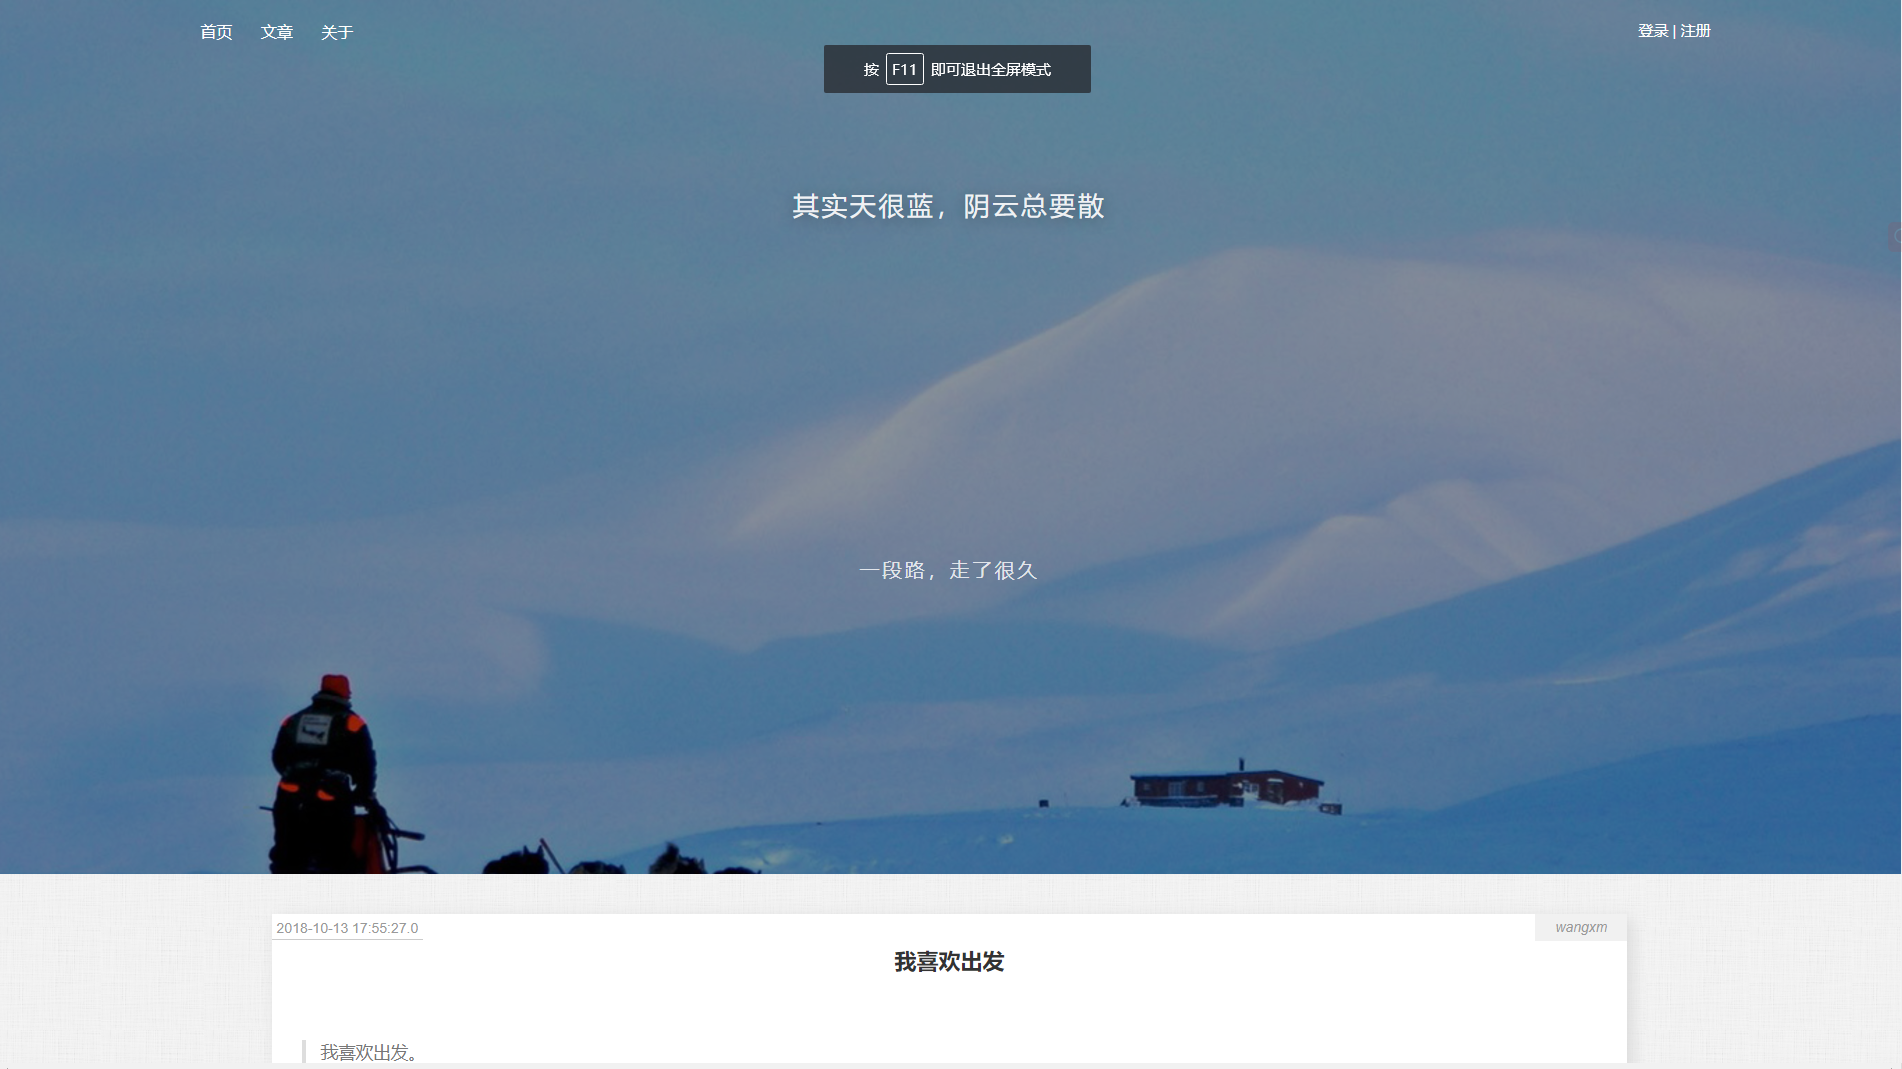 首页 文章 关于
登录 | 注册
按 F11 即可退出全屏模式
其实天很蓝，阴云总要散
一段路，走了很久
2018-10-13 17:55:27.0
wangxm
我喜欢出发
我喜欢出发。